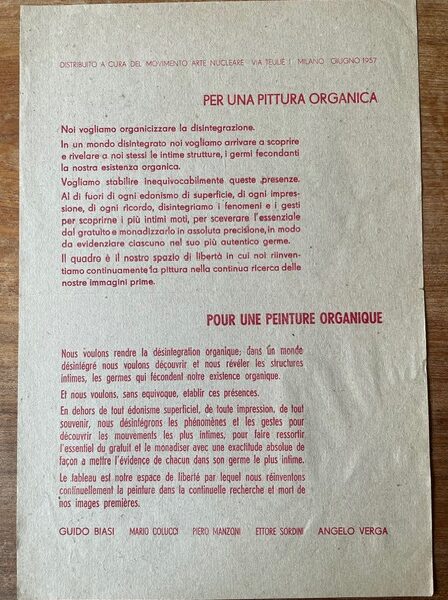 DISTRIBUITO A CURA DEL MOVIMENTO ARTE NUCLEARE VIA TEULIE 1 MILANO GIUGNO 1957
PER UNA PITTURA ORGANICA
Noi vogliamo organicizzare la disintegrazione.
In un mondo disintegrato noi vogliamo arrivare a scoprire
e rivelare a noi stessi le intime strutture, i germi fecondanti
la nostra esistenza organica.
Vogliamo stabilire inequivocabilmente queste presenze.
Al di fuori di ogni edonismo di superficie, di ogni impres-
sione, di ogni ricordo, disintegriamo i fenomeni e i gesti
per scoprirne i più intimi moti, per sceverare l'essenziale
dal gratuito e monadizzarlo in assoluta precisione, in modo
da evidenziare ciascuno nel suo più autentico germe.
Il quadro è il nostro spazio di libertà in cui noi reinven-
tiamo continuamente la pittura nella continua ricerca delle
nostre immagini prime.
POUR UNE PEINTURE ORGANIQUE
Nous voulons rendre la désintegration organique; dans un monde
désintégré nous voulons découvrir et nous révéler les structures
intimes, les germes qui fécondent notre existence organique.
Et nous voulons, sans equivoque, etablir ces présences.
En dehors de tout édonisme superficiel, de toute impression, de tout
souvenir, nous désintégrons les phénomènes et les gestes pour
découvrir les mouvements les plus intimes, pour faire ressortir
l'essentiel du gratuit et le monadiser avec une exactitude absolue de
façon a mettre l'évidence de chacun dans son germe le plus intime.
Le tableau est notre espace de liberté par lequel nous réinventons
continuellement la peinture dans la continuelle recherche et mort de
nos images premières.
GUIDO BIASI MARIO COLUCCI PIERO MANZONI ETTORE SORDINI ANGELO VERGA